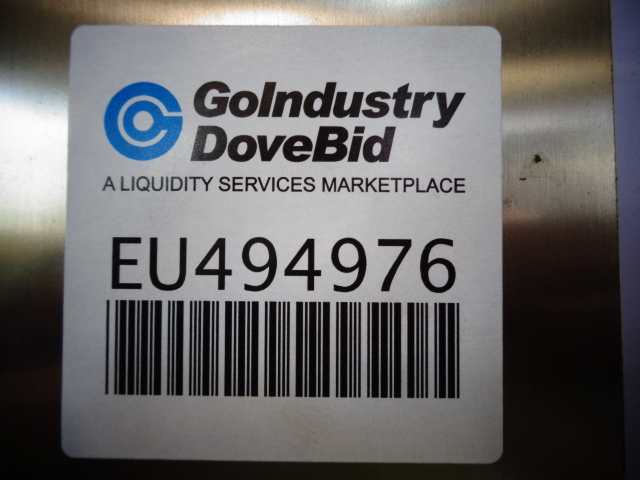 GoIndustry
DoveBid
A LIQUIDITY SERVICES MARKETPLACE
EU494976